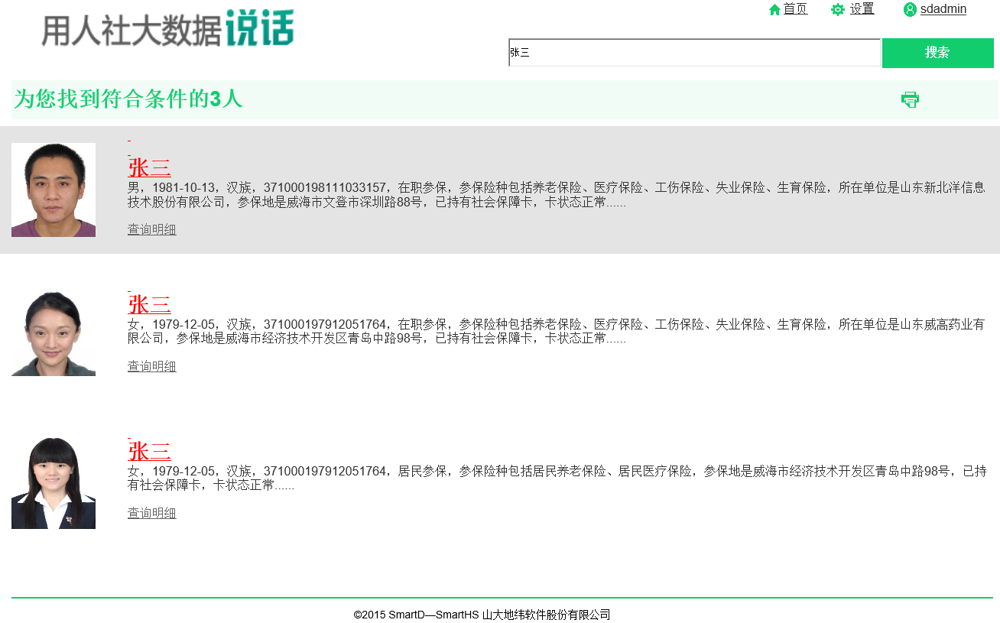 用人社大数据说话
首页 设置 sdadmin
张三 搜索
为您找到符合条件的3人
张三
男，1981-10-13，汉族，371000198111033157，在职参保，参保险种包括养老保险、医疗保险、工伤保险、失业保险、生育保险，所在单位是山东新北洋信息
技术股份有限公司，参保地是威海市文登市深圳路88号，已持有社会保障卡，卡状态正常......
查询明细
张三
女，1979-12-05，汉族，371000197912051764，在职参保，参保险种包括养老保险、医疗保险、工伤保险、失业保险、生育保险，所在单位是山东威高药业有
限公司，参保地是威海市经济技术开发区青岛中路98号，已持有社会保障卡，卡状态正常......
查询明细
张三
女，1979-12-05，汉族，371000197912051764，居民参保，参保险种包括居民养老保险、居民医疗保险，参保地是威海市经济技术开发区青岛中路98号，已持
有社会保障卡，卡状态正常......
查询明细
©2015 SmartD—SmartHS 山大地纬软件股份有限公司